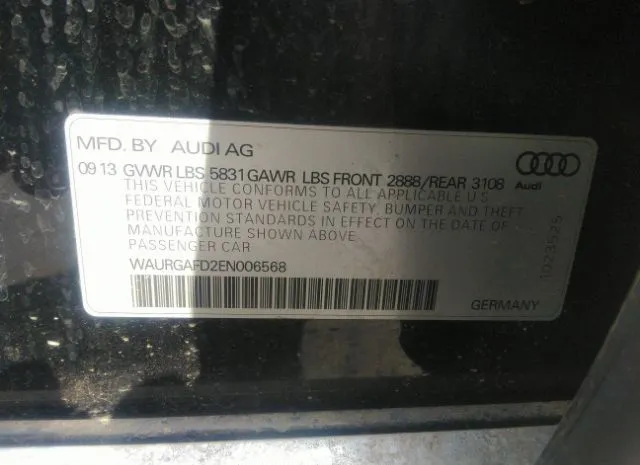 MFD. BY AUDI AG
09 13 GVWR LBS 5831 GAWR LBS FRONT 2888/REAR 3108
Audi
THIS VEHICLE CONFORMS TO ALL APPLICABLE U S
FEDERAL MOTOR VEHICLE SAFETY, BUMPER AND THEFT
PREVENTION STANDARDS IN EFFECT ON THE DATE OF
MANUFACTURE SHOWN ABOVE
PASSENGER CAR
WAURGAFD2EN006568
GERMANY
1023525